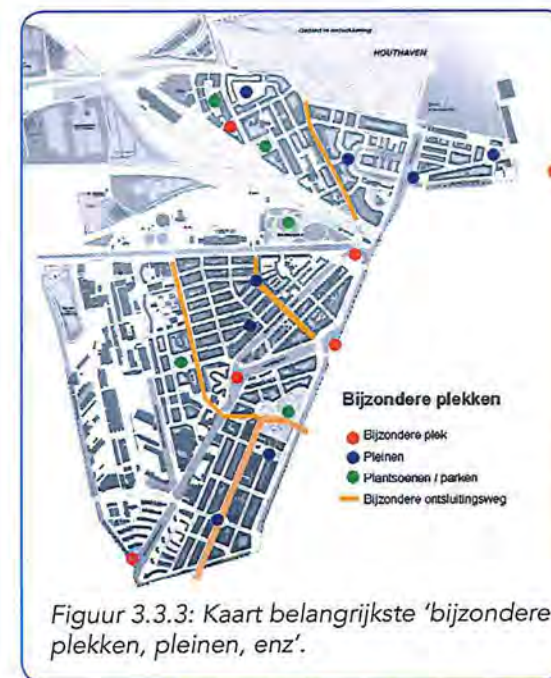 HOUTHAVEN
Bijzondere plekken
Bijzondere plek
Pleinen
Plantsoenen / parken
Bijzondere ontsluitingsweg
Figuur 3.3.3: Kaart belangrijkste ‘bijzondere
plekken, pleinen, enz’.